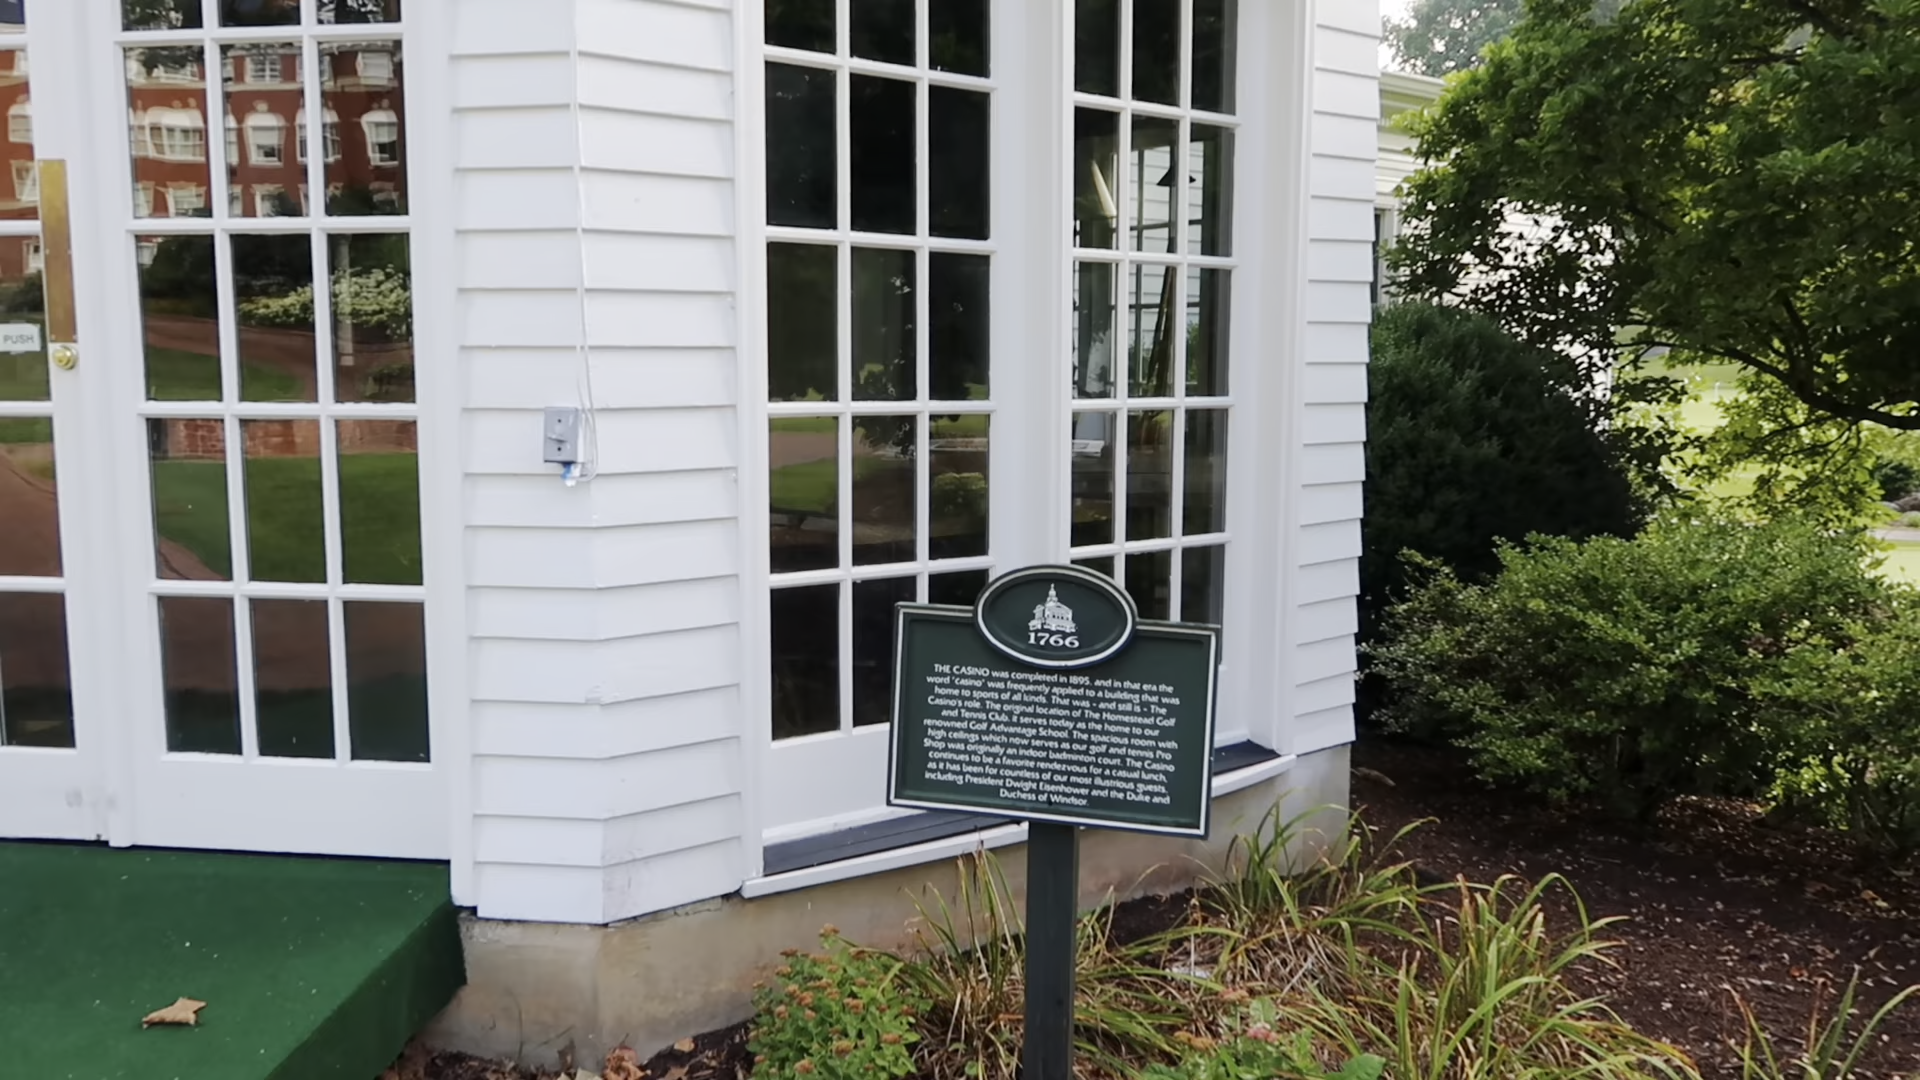 PUSH
1766
THE CASINO was completed in 1895, and in that era the
word "casino" was frequently applied to a building that was
home to sports of all kinds. That was - and still is - The
Casino's role. The original location of The Homestead Golf
and Tennis Club, it serves today as the home to our
renowned Golf Advantage School. The spacious room with
high ceilings which now serves as our golf and tennis Pro
Shop was originally an indoor badminton court. The Casino
continues to be a favorite rendezvous for a casual lunch,
as it has been for countless of our most illustrious guests,
including President Dwight Eisenhower and the Duke and
Duchess of Windsor.